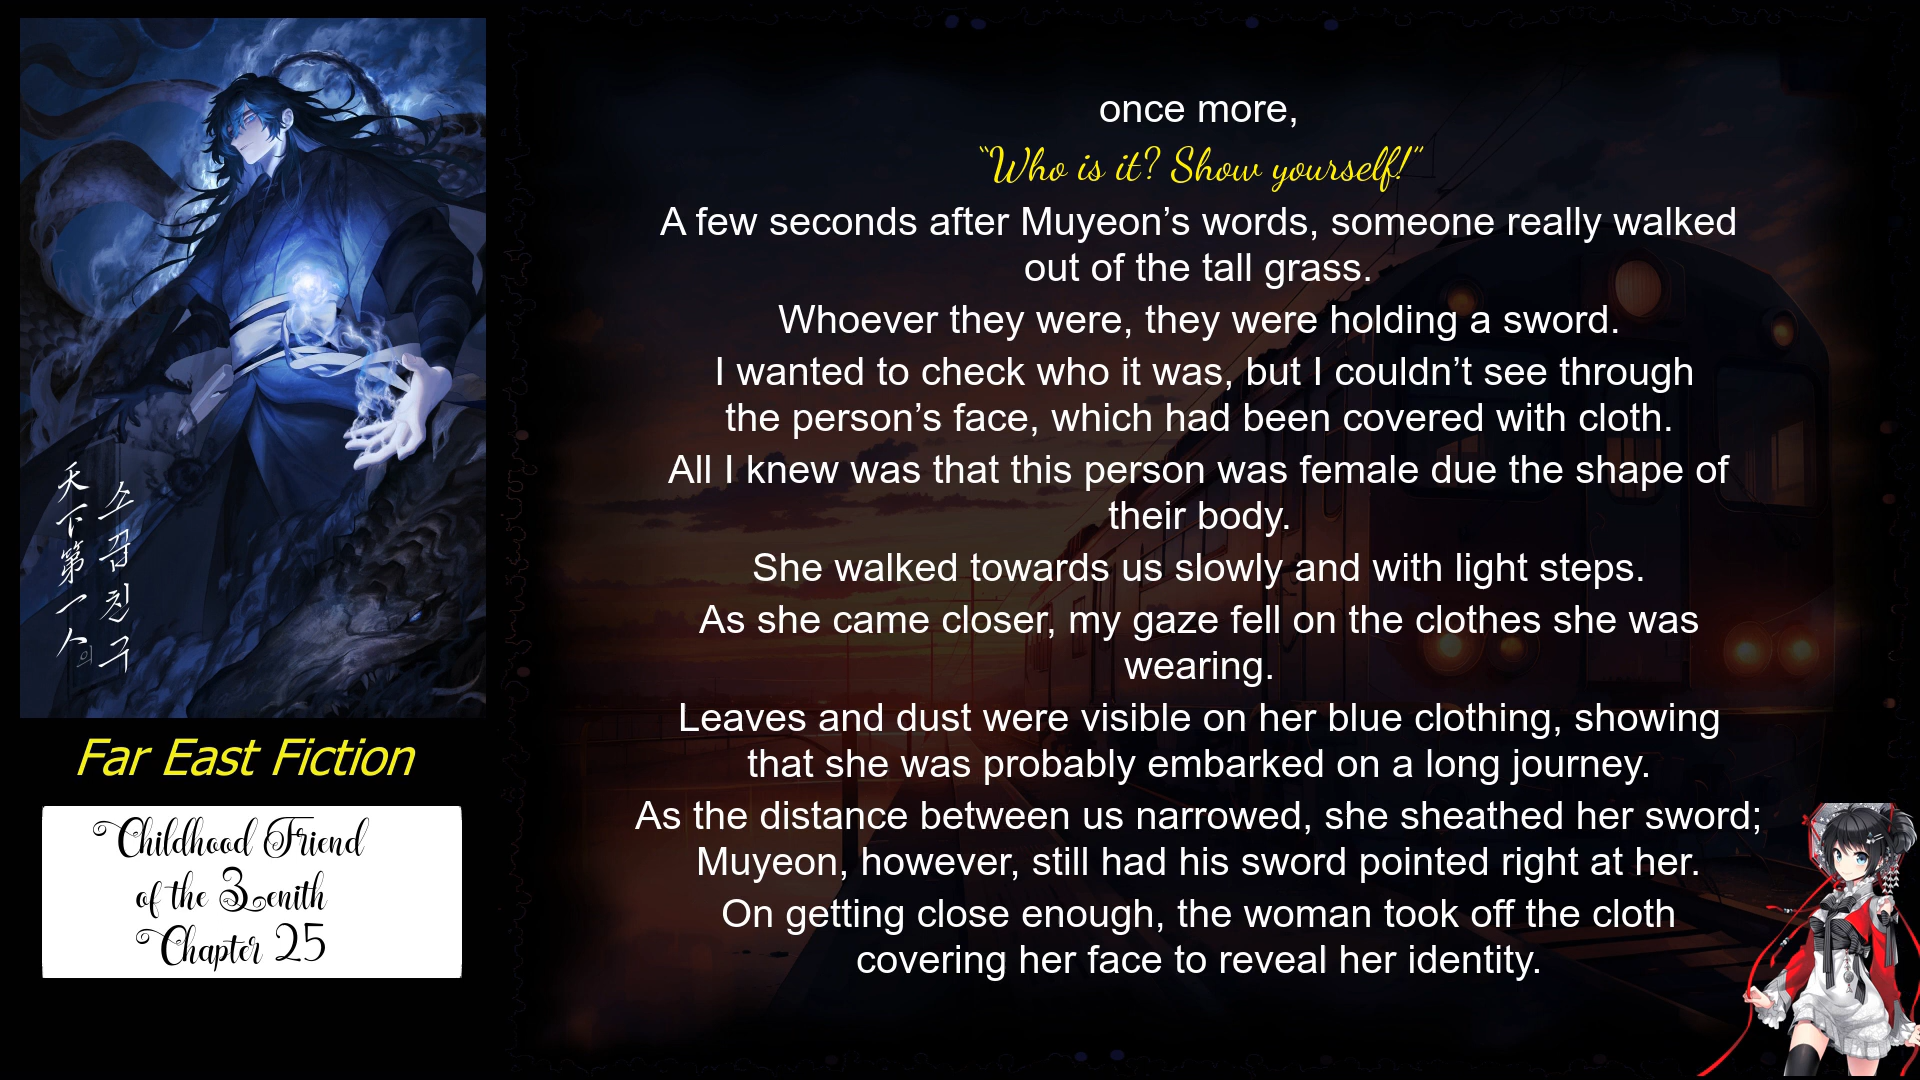 once more,
“Who is it? Show yourself!”
A few seconds after Muyeon’s words, someone really walked
out of the tall grass.
Whoever they were, they were holding a sword.
I wanted to check who it was, but I couldn’t see through
the person’s face, which had been covered with cloth.
All I knew was that this person was female due the shape of
their body.
She walked towards us slowly and with light steps.
As she came closer, my gaze fell on the clothes she was
wearing.
Leaves and dust were visible on her blue clothing, showing
that she was probably embarked on a long journey.
As the distance between us narrowed, she sheathed her sword;
Muyeon, however, still had his sword pointed right at her.
On getting close enough, the woman took off the cloth
covering her face to reveal her identity.
天下第一人의
소꿉친구
Far East Fiction
Childhood Friend
of the Zenith
Chapter 25